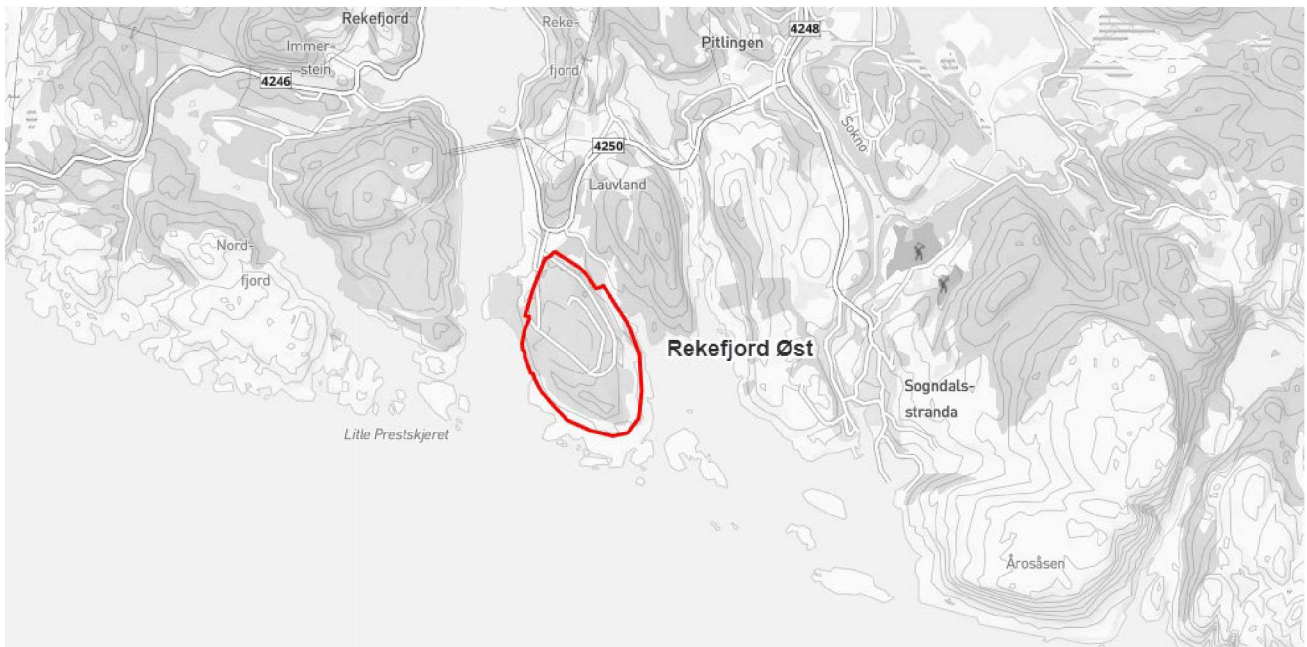 Rekefjord
Reke-
fjord
Immer-
stein
4246
Pitlingen
4248
Sokno
4250
Lauvland
Nord-
fjord
Rekefjord Øst
Sogndals-
stranda
Litle Prestskjeret
Årosåsen